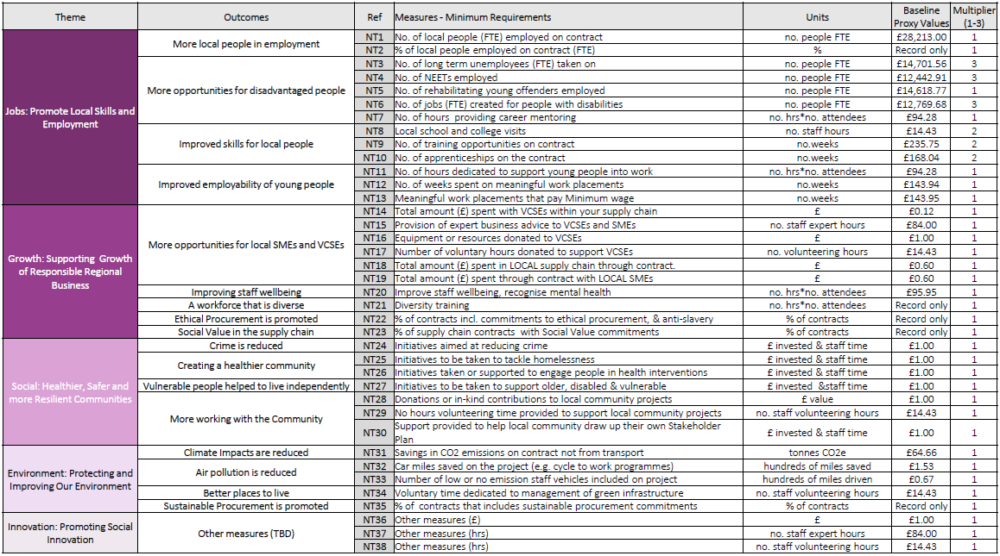 Theme Outcomes Ref Measures - Minimum Requirements Units Baseline Proxy Values Multiplier (1-3)
Jobs: Promote Local Skills and Employment
More local people in employment
NT1 No. of local people (FTE) employed on contract no. people FTE £28,213.00 1
NT2 % of local people employed on contract (FTE) % Record only 1
More opportunities for disadvantaged people
NT3 No. of long term unemployees (FTE) taken on no. people FTE £14,701.56 3
NT4 No. of NEETs employed no. people FTE £12,442.91 3
NT5 No. of rehabilitating young offenders employed no. people FTE £14,618.77 1
NT6 No. of jobs (FTE) created for people with disabilities no. people FTE £12,769.68 3
NT7 No. of hours providing career mentoring no. hrs*no. attendees £94.28 1
Improved skills for local people
NT8 Local school and college visits no. staff hours £14.43 2
NT9 No. of training opportunities on contract no.weeks £235.75 2
NT10 No. of apprenticeships on the contract no.weeks £168.04 2
Improved employability of young people
NT11 No. of hours dedicated to support young people into work no. hrs*no. attendees £94.28 1
NT12 No. of weeks spent on meaningful work placements no.weeks £143.94 1
NT13 Meaningful work placements that pay Minimum wage no.weeks £143.95 1
Growth: Supporting Growth of Responsible Regional Business
More opportunities for local SMEs and VCSEs
NT14 Total amount (£) spent with VCSEs within your supply chain £ £0.12 1
NT15 Provision of expert business advice to VCSEs and SMEs no. staff expert hours £84.00 1
NT16 Equipment or resources donated to VCSEs £ £1.00 1
NT17 Number of voluntary hours donated to support VCSEs no. volunteering hours £14.43 1
NT18 Total amount (£) spent in LOCAL supply chain through contract. £ £0.60 1
NT19 Total amount (£) spent through contract with LOCAL SMEs £ £0.60 1
Improving staff wellbeing NT20 Improve staff wellbeing, recognise mental health no. hrs*no. attendees £95.95 1
A workforce that is diverse NT21 Diversity training no. hrs*no. attendees Record only 1
Ethical Procurement is promoted NT22 % of contracts incl. commitments to ethical procurement, & anti-slavery % of contracts Record only 1
Social Value in the supply chain NT23 % of supply chain contracts with Social Value commitments % of contracts Record only 1
Social: Healthier, Safer and more Resilient Communities
Crime is reduced NT24 Initiatives aimed at reducing crime £ invested & staff time £1.00 1
Creating a healthier community
NT25 Initiatives to be taken to tackle homelessness £ invested & staff time £1.00 1
NT26 Initiatives taken or supported to engage people in health interventions £ invested & staff time £1.00 1
Vulnerable people helped to live independently NT27 Initiatives to be taken to support older, disabled & vulnerable £ invested &staff time £1.00 1
More working with the Community
NT28 Donations or in-kind contributions to local community projects £ value £1.00 1
NT29 No hours volunteering time provided to support local community projects no. staff volunteering hours £14.43 1
NT30 Support provided to help local community draw up their own Stakeholder Plan £ invested & staff time £1.00 1
Environment: Protecting and Improving Our Environment
Climate Impacts are reduced NT31 Savings in CO2 emissions on contract not from transport tonnes CO2e £64.66 1
Air pollution is reduced
NT32 Car miles saved on the project (e.g. cycle to work programmes) hundreds of miles saved £1.53 1
NT33 Number of low or no emission staff vehicles included on project hundreds of miles driven £0.67 1
Better places to live NT34 Voluntary time dedicated to management of green infrastructure no. staff volunteering hours £14.43 1
Sustainable Procurement is promoted NT35 % of contracts that includes sustainable procurement commitments % of contracts Record only 1
Innovation: Promoting Social Innovation
Other measures (TBD)
NT36 Other measures (£) £ £1.00 1
NT37 Other measures (hrs) no. staff expert hours £84.00 1
NT38 Other measures (hrs) no. staff volunteering hours £14.43 1